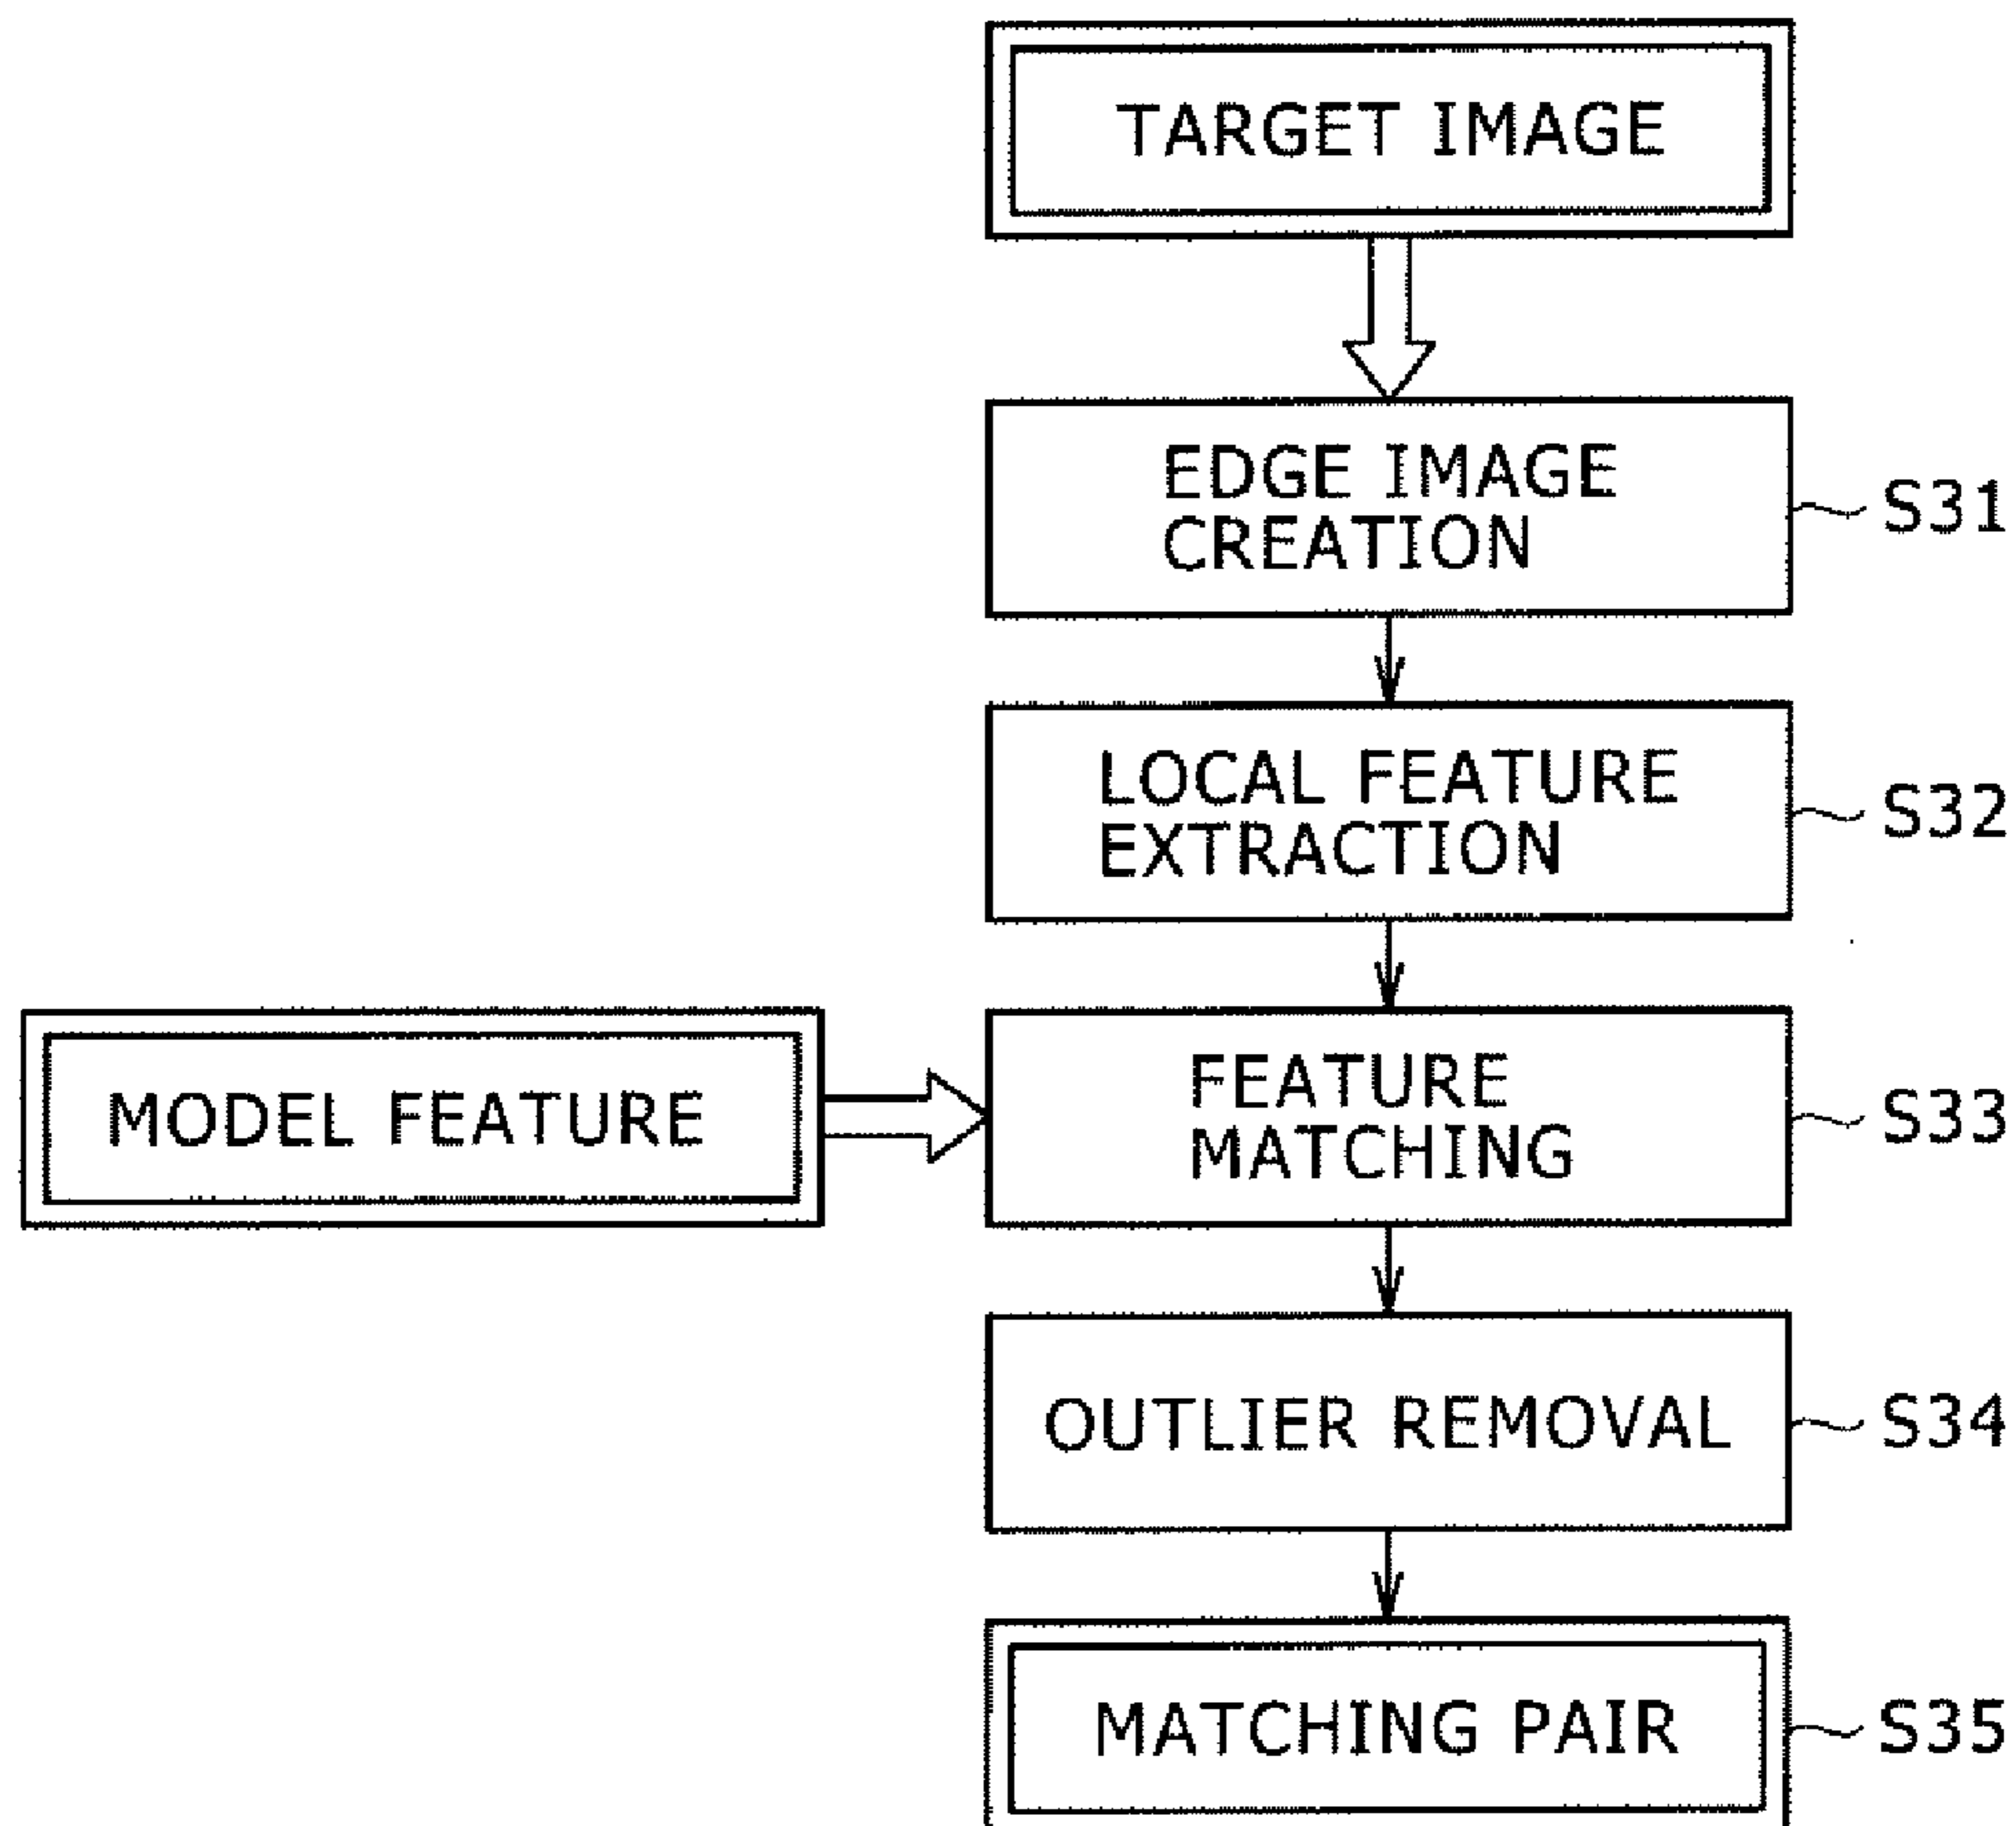 TARGET IMAGE
EDGE IMAGE
CREATION
S31
LOCAL FEATURE
EXTRACTION
S32
MODEL FEATURE
FEATURE
MATCHING
S33
OUTLIER REMOVAL
S34
MATCHING PAIR
S35